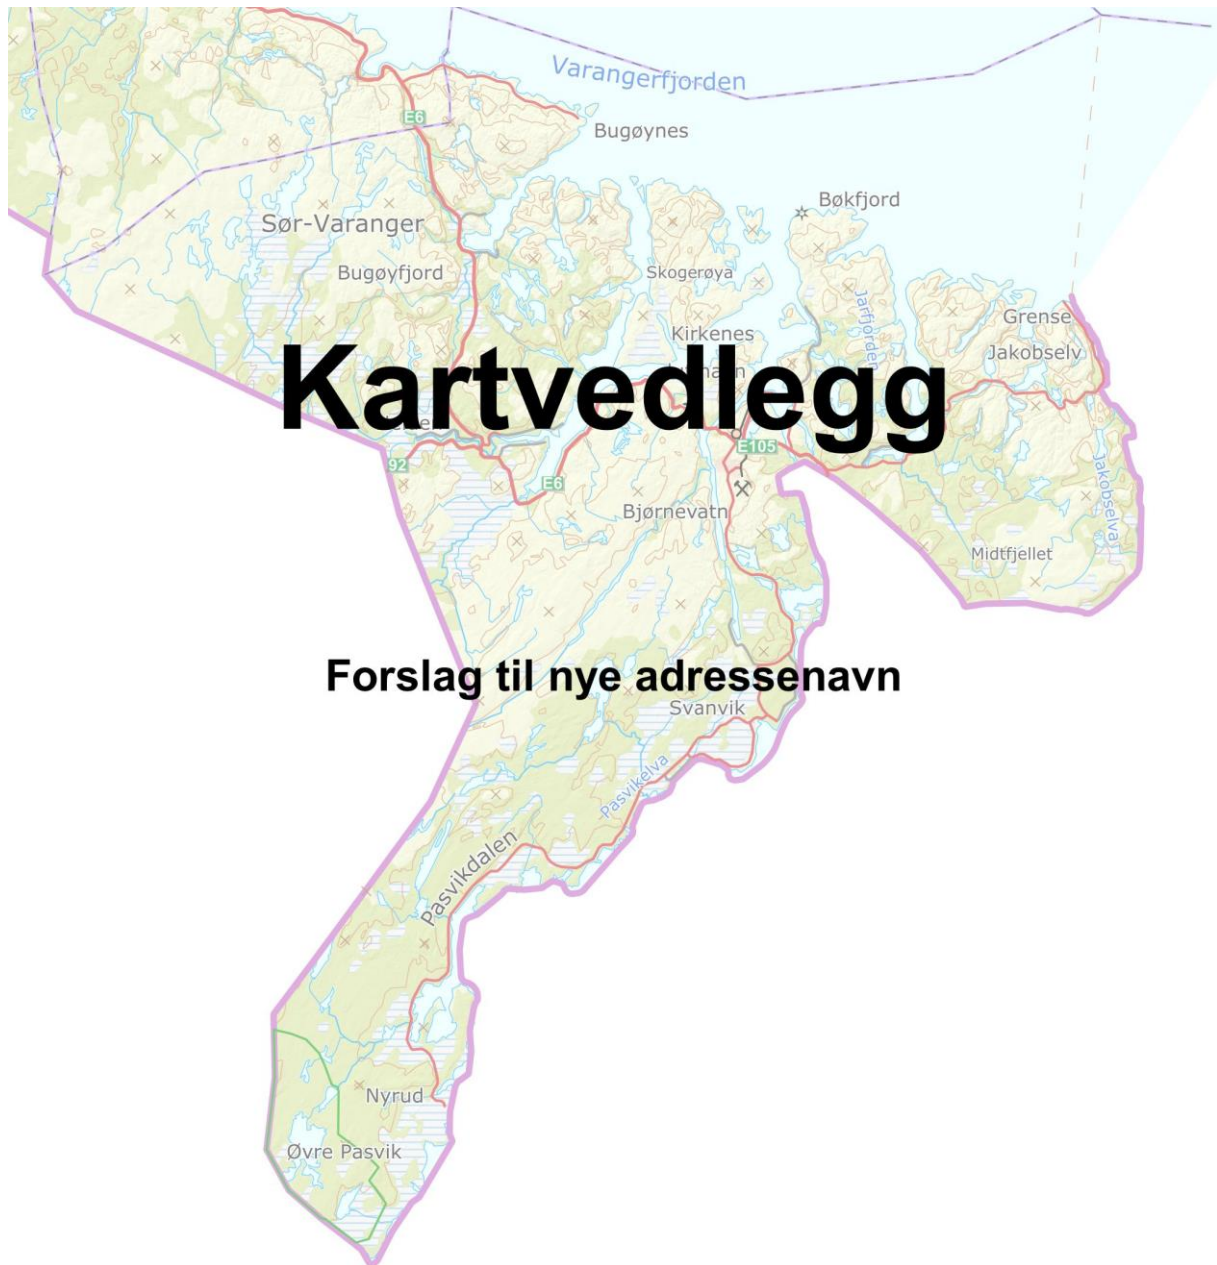 Varangerfjorden
E6
Bugøynes
Bøkfjord
Sør-Varanger
Bugøyfjord
Skogerøya
Jarfjorden
Grense
Jakobselv
Kirkenes
Kartvedlegg
92
E6
E105
Bjørnevatn
Jakobselva
Midtfjellet
Forslag til nye adressenavn
Svanvik
Pasvikelva
Pasvikdalen
Nyrud
Øvre Pasvik